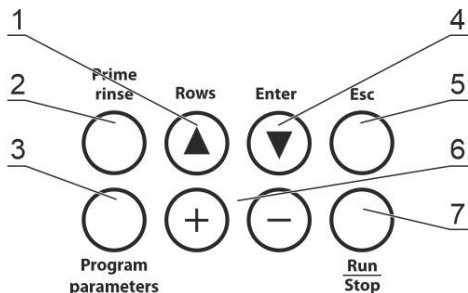 1
4
Prime
rinse
Rows
Enter
Esc
2
5
3
6
+
−
7
Program
parameters
Run
Stop